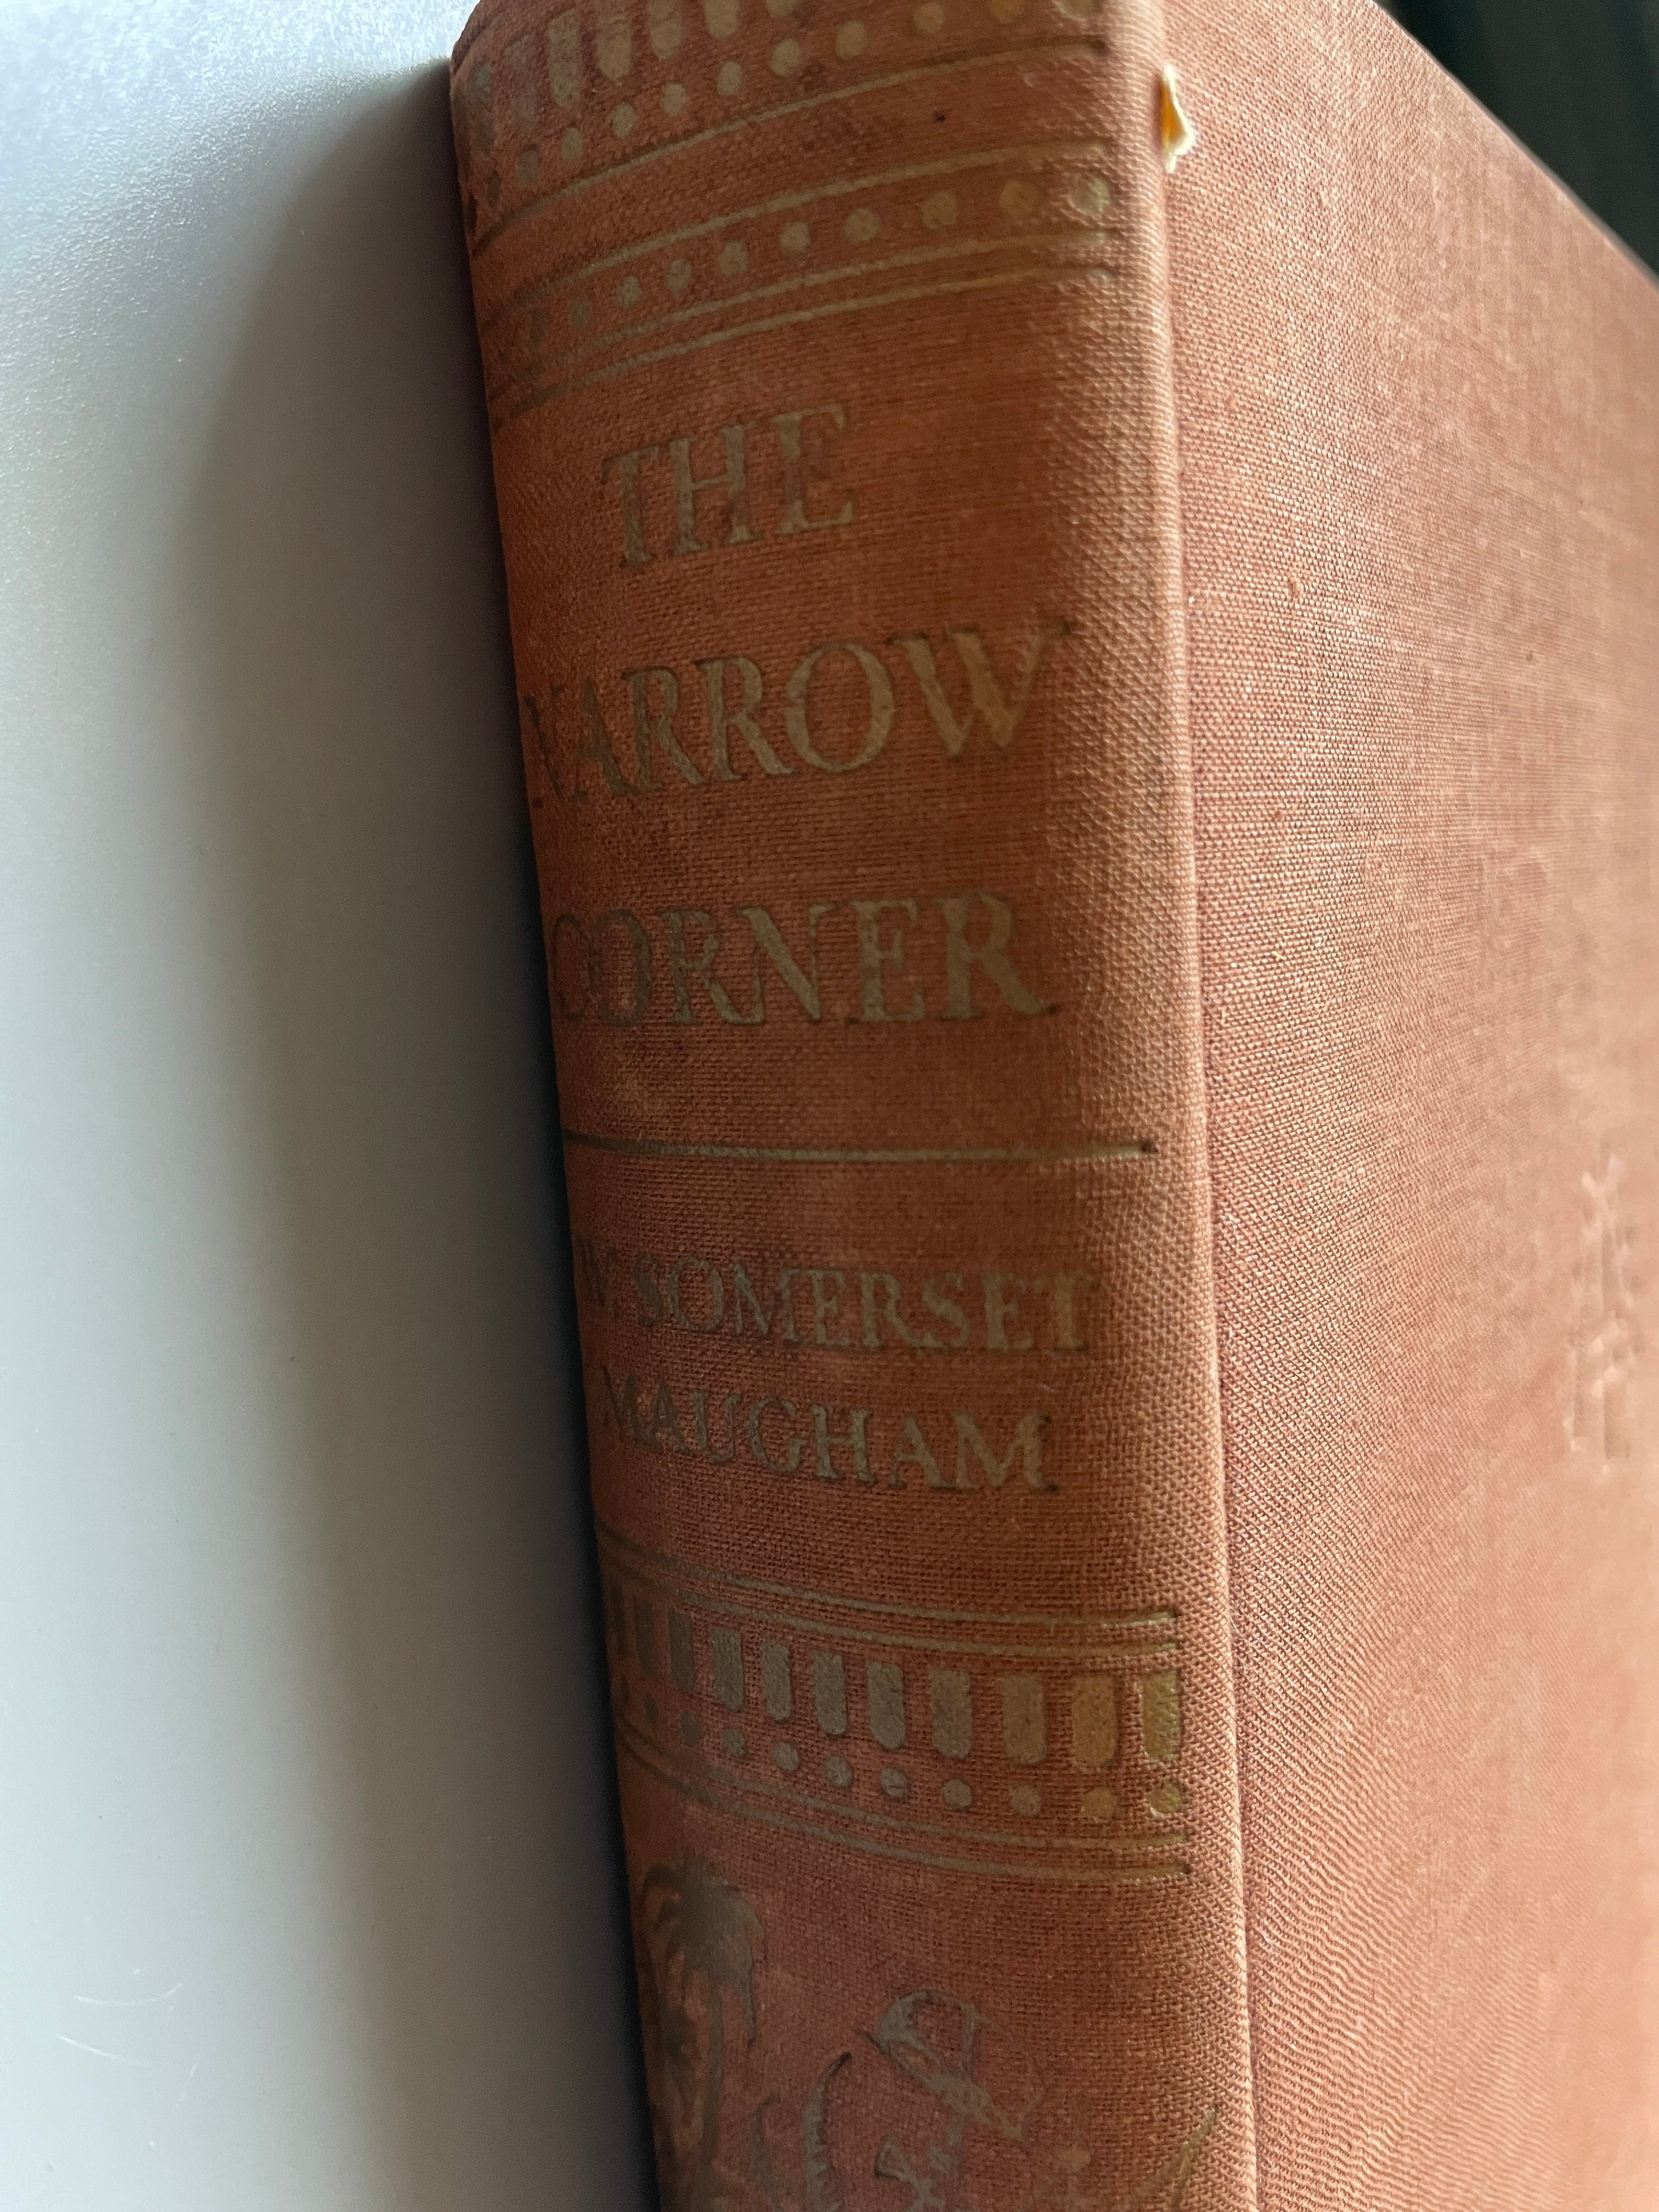 THE
NARROW
CORNER
W. SOMERSET
MAUGHAM